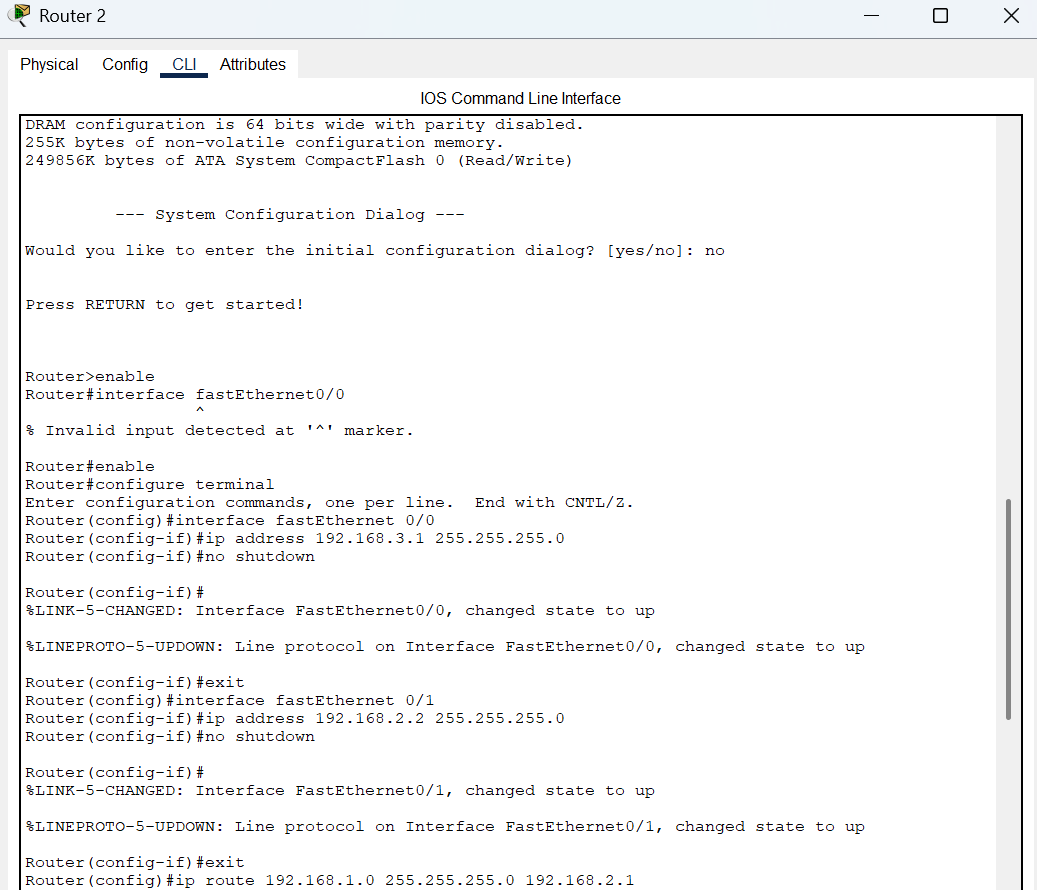 Router 2
Physical Config CLI Attributes
IOS Command Line Interface
DRAM configuration is 64 bits wide with parity disabled.
255K bytes of non-volatile configuration memory.
249856K bytes of ATA System CompactFlash 0 (Read/Write)
--- System Configuration Dialog ---
Would you like to enter the initial configuration dialog? [yes/no]: no
Press RETURN to get started!
Router>enable
Router#interface fastEthernet0/0
^
% Invalid input detected at '^' marker.
Router#enable
Router#configure terminal
Enter configuration commands, one per line.  End with CNTL/Z.
Router(config)#interface fastEthernet 0/0
Router(config-if)#ip address 192.168.3.1 255.255.255.0
Router(config-if)#no shutdown
Router(config-if)#
%LINK-5-CHANGED: Interface FastEthernet0/0, changed state to up
%LINEPROTO-5-UPDOWN: Line protocol on Interface FastEthernet0/0, changed state to up
Router(config-if)#exit
Router(config)#interface fastEthernet 0/1
Router(config-if)#ip address 192.168.2.2 255.255.255.0
Router(config-if)#no shutdown
Router(config-if)#
%LINK-5-CHANGED: Interface FastEthernet0/1, changed state to up
%LINEPROTO-5-UPDOWN: Line protocol on Interface FastEthernet0/1, changed state to up
Router(config-if)#exit
Router(config)#ip route 192.168.1.0 255.255.255.0 192.168.2.1